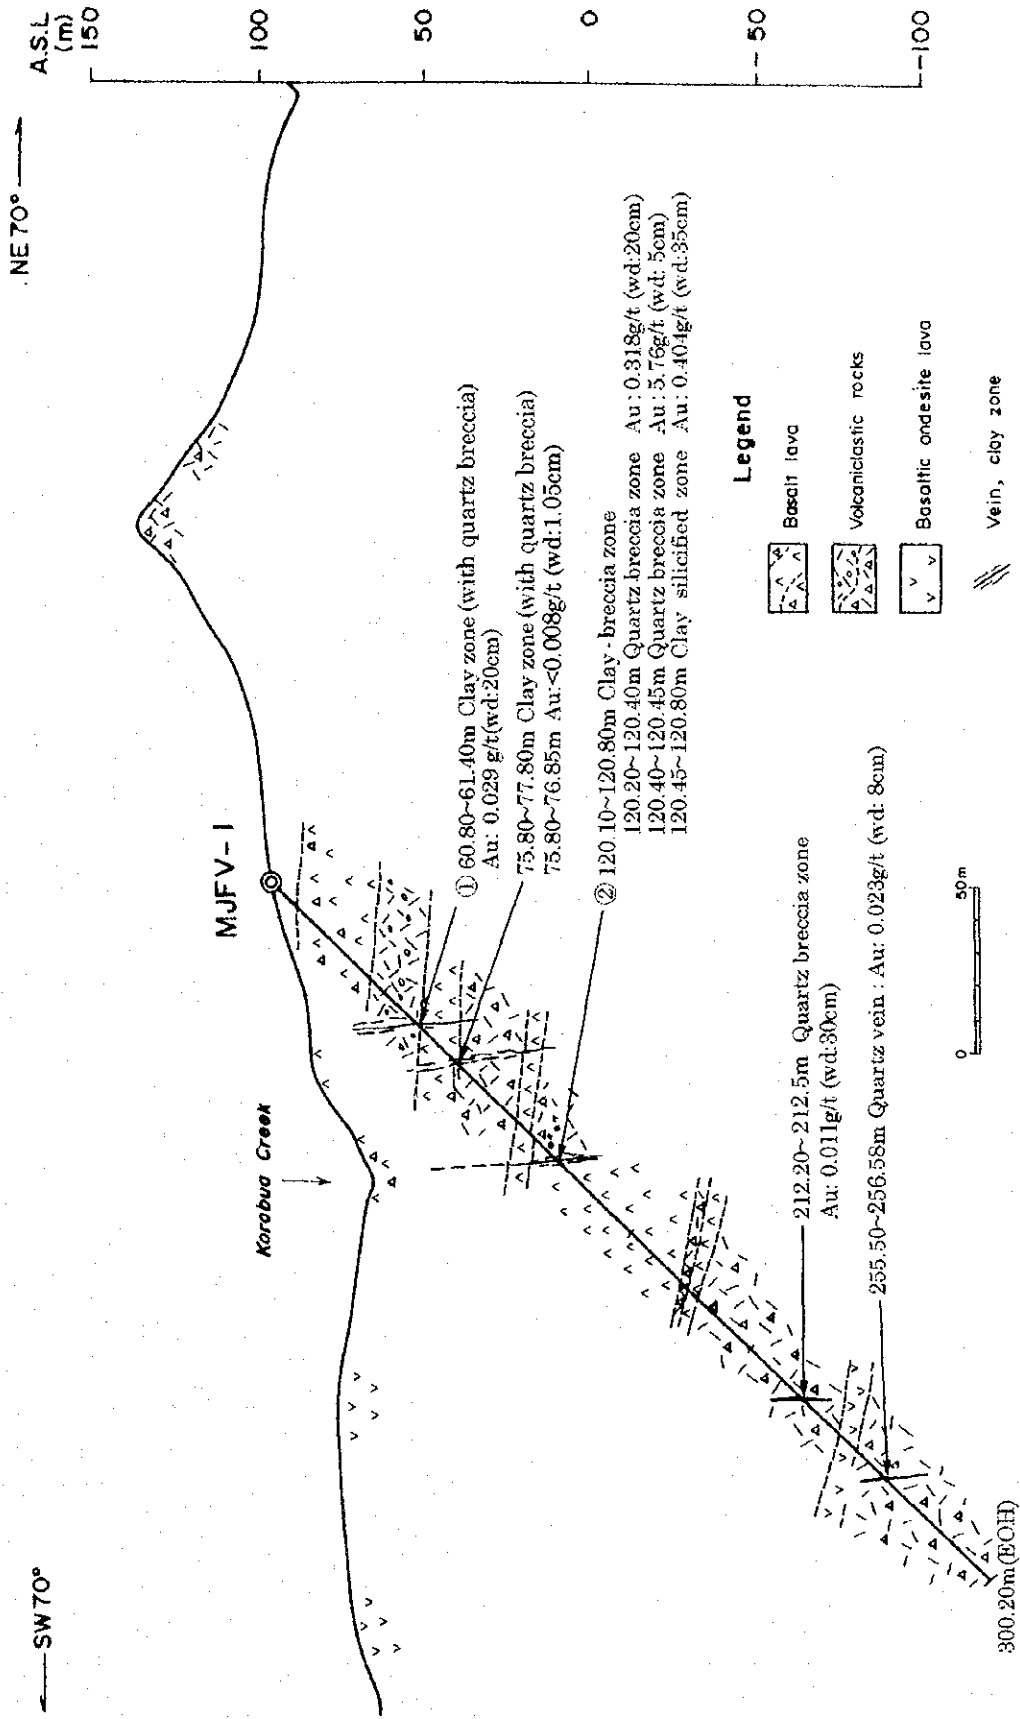 SW70°
NE70°
A.S.L
(m)
150
100
50
0
-50
-100
MJFV-1
Korobua Creek
① 60.80~61.40m Clay zone (with quartz breccia)
Au: 0.029 g/t(wd:20cm)
75.80~77.80m Clay zone (with quartz breccia)
75.80~76.85m Au:<0.008g/t (wd:1.05cm)
② 120.10~120.80m Clay-breccia zone
120.20~120.40m Quartz breccia zone Au: 0.318g/t (wd:20cm)
120.40~120.45m Quartz breccia zone Au: 5.76g/t (wd: 5cm)
120.45~120.80m Clay silicified zone Au: 0.404g/t (wd:35cm)
212.20~212.5m Quartz breccia zone
Au: 0.011g/t (wd:30cm)
255.50~256.58m Quartz vein : Au: 0.023g/t (wd: 8cm)
300.20m(EOH)
Legend
Basalt lava
Volcaniclastic rocks
Basaltic andesite lava
Vein, clay zone
0
50m